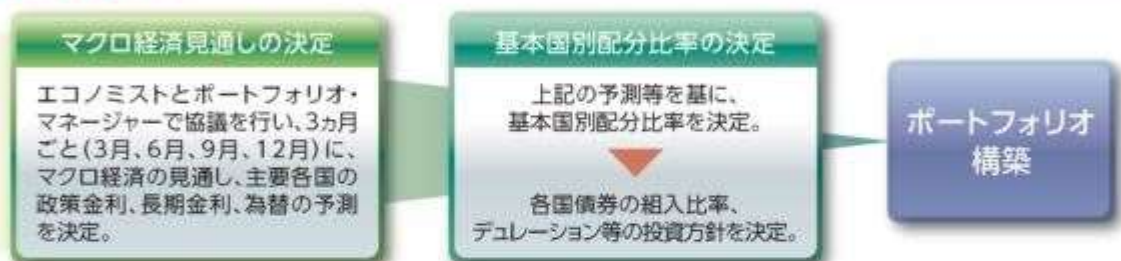 マクロ経済見通しの決定
エコノミストとポートフォリオ・
マネージャーで協議を行い、3ヵ月
ごと(3月、6月、9月、12月)に、
マクロ経済の見通し、主要各国の
政策金利、長期金利、為替の予測
を決定。
基本国別配分比率の決定
上記の予測等を基に、
基本国別配分比率を決定。
各国債券の組入比率、
デュレーション等の投資方針を決定。
ポートフォリオ
構築